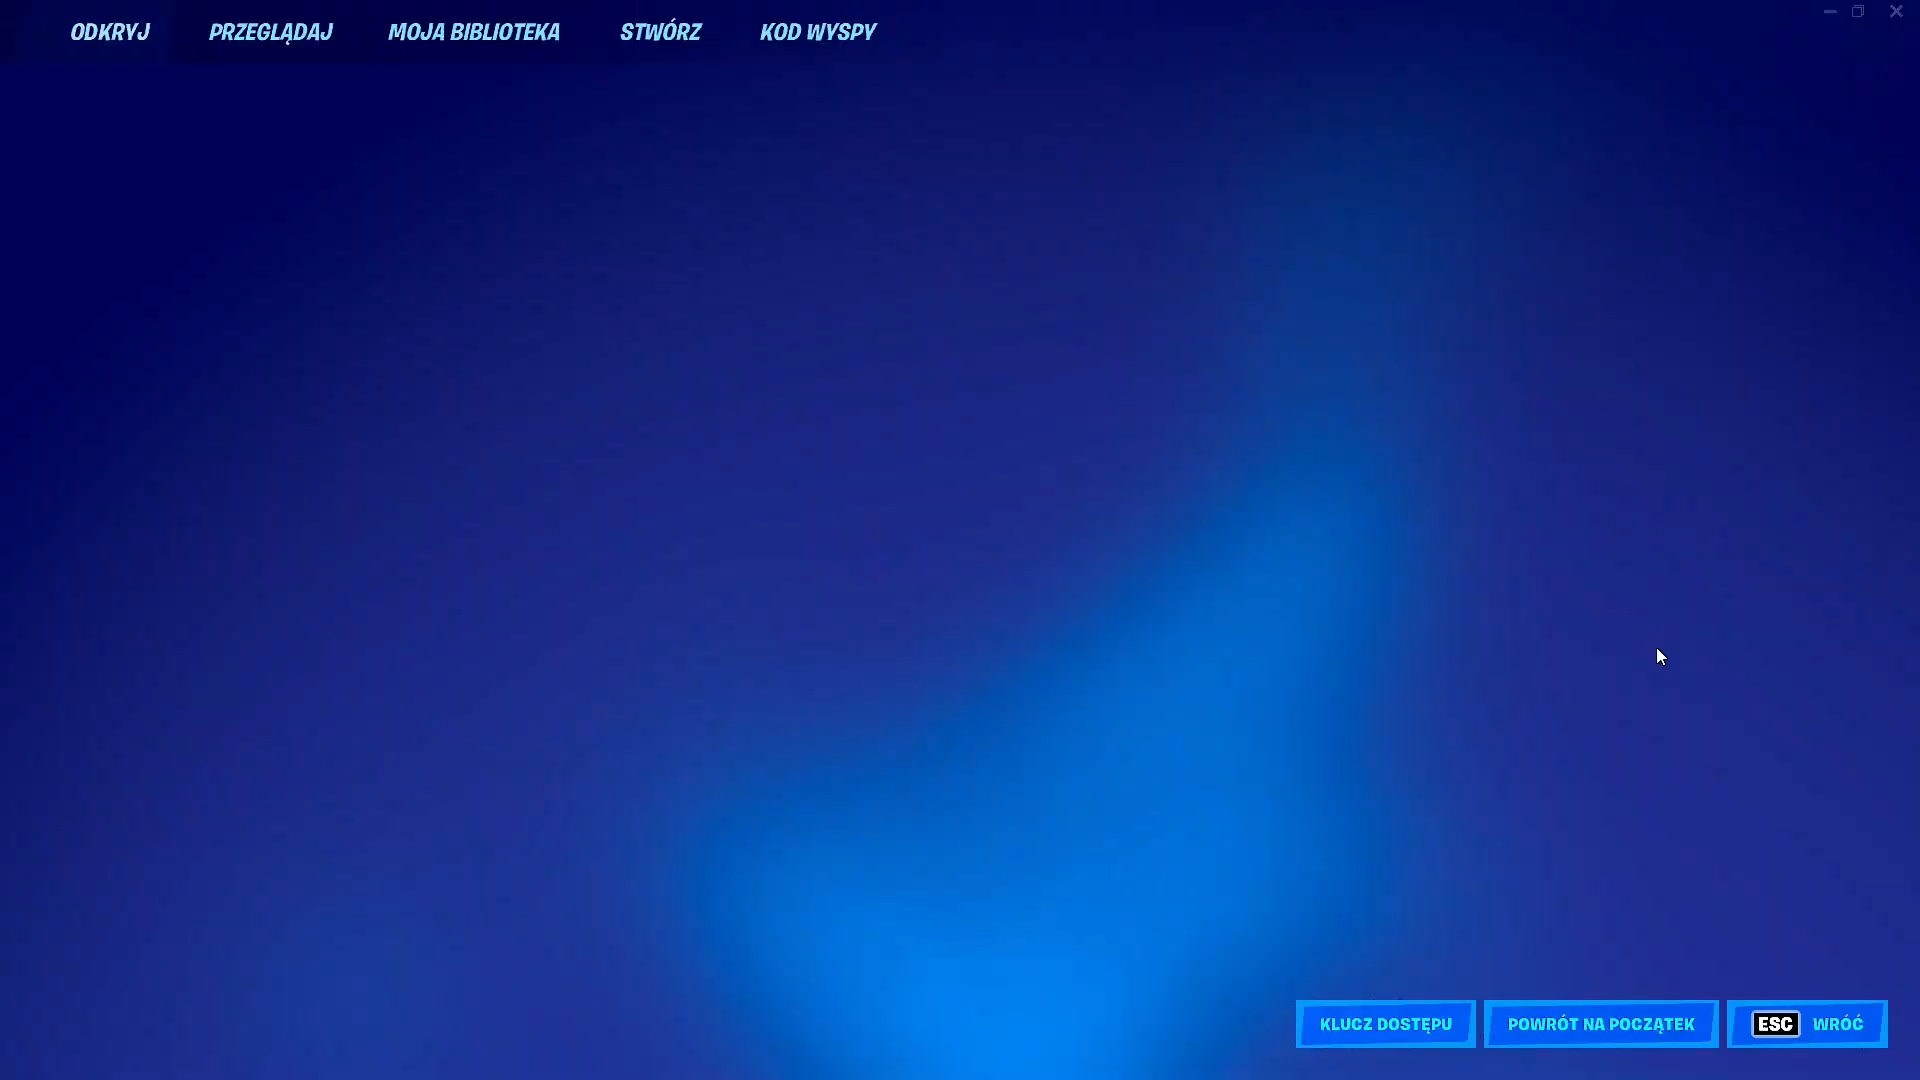 ODKRYJ PRZEGLĄDAJ MOJA BIBLIOTEKA STWÓRZ KOD WYSPY
KLUCZ DOSTĘPU POWRÓT NA POCZĄTEK ESC WRÓĆ